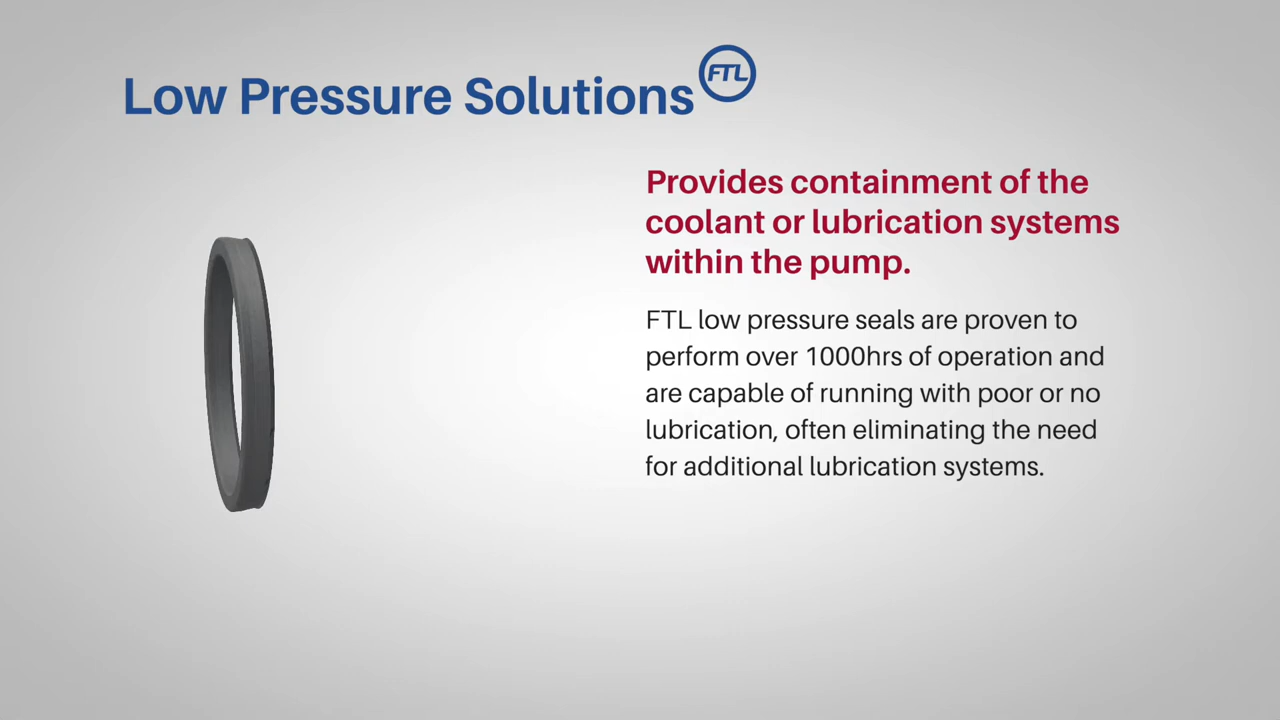 Low Pressure Solutions
FTL
Provides containment of the
coolant or lubrication systems
within the pump.
FTL low pressure seals are proven to
perform over 1000hrs of operation and
are capable of running with poor or no
lubrication, often eliminating the need
for additional lubrication systems.